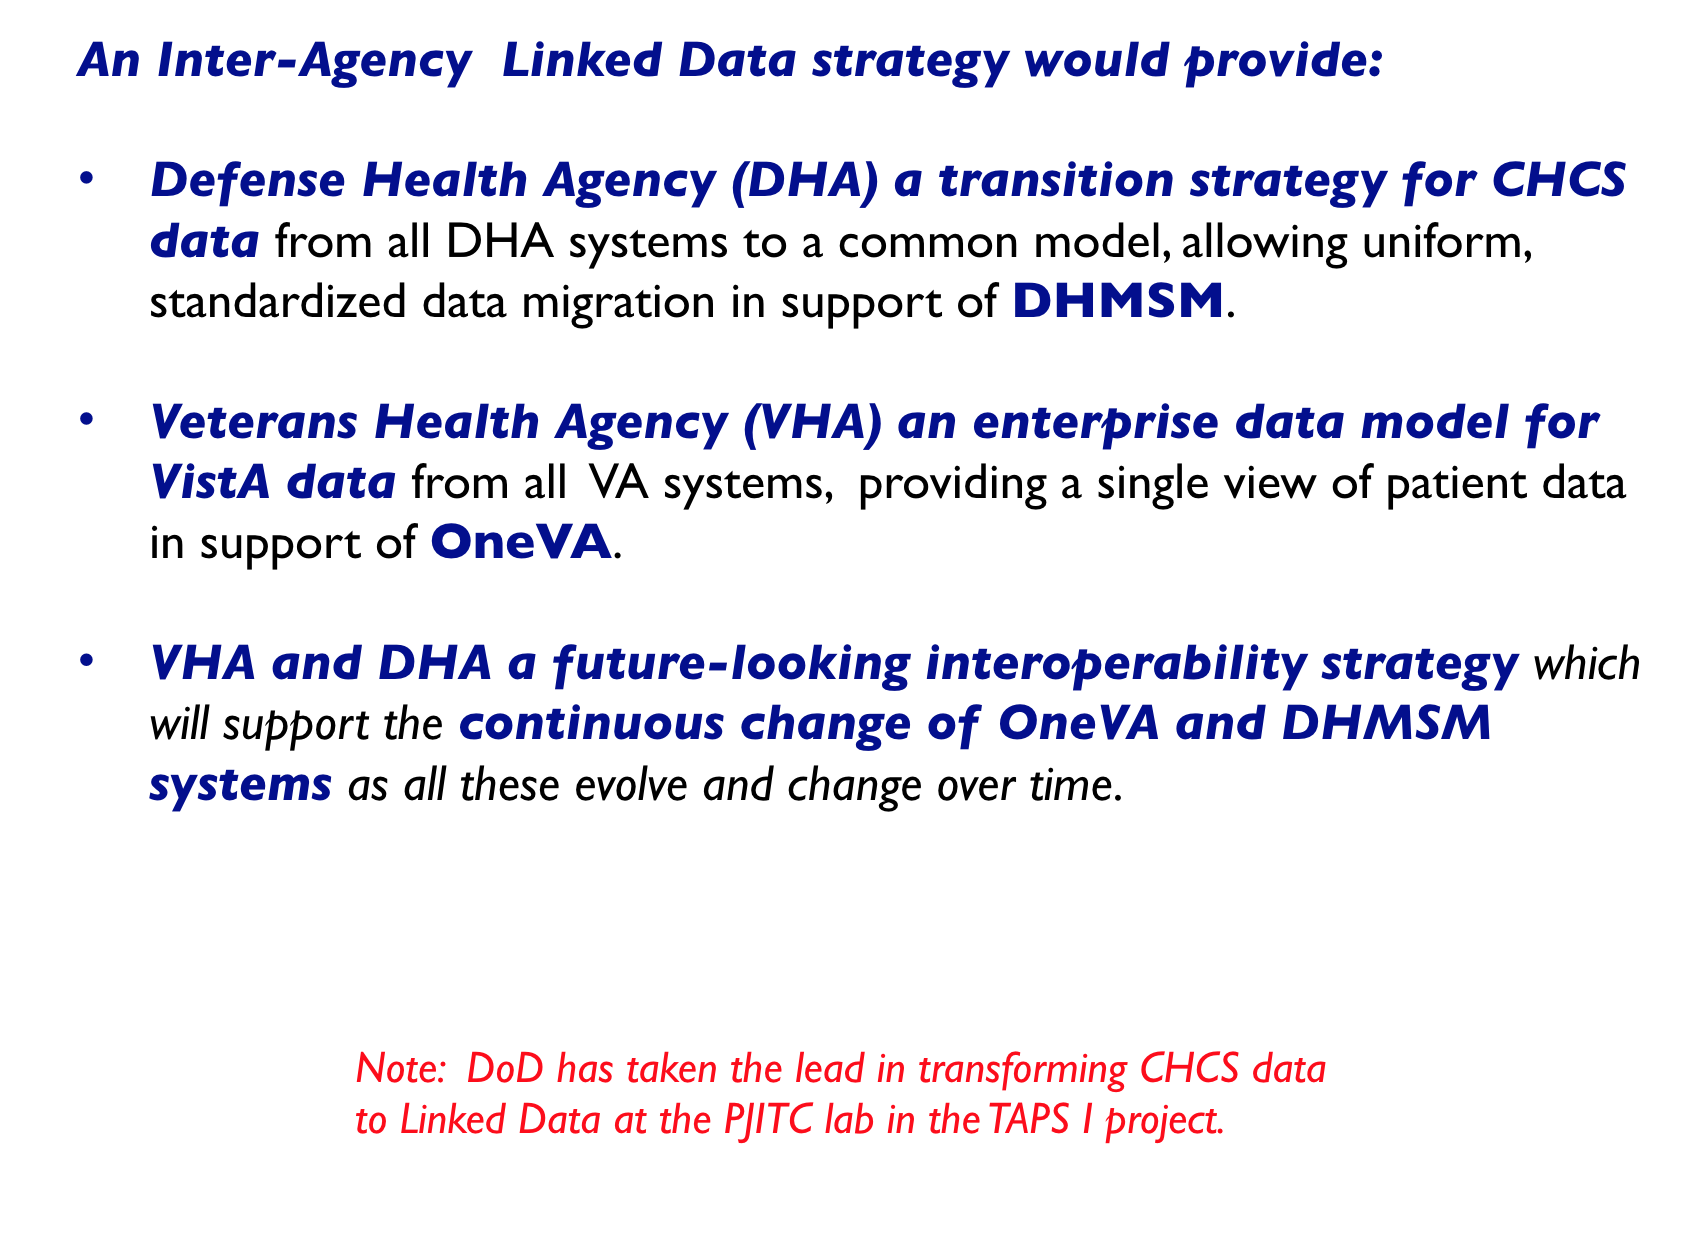 An Inter-Agency  Linked Data strategy would provide:
• Defense Health Agency (DHA) a transition strategy for CHCS
data from all DHA systems to a common model, allowing uniform,
standardized data migration in support of DHMSM.
• Veterans Health Agency (VHA) an enterprise data model for
VistA data from all  VA systems,  providing a single view of patient data
in support of OneVA.
• VHA and DHA a future-looking interoperability strategy which
will support the continuous change of OneVA and DHMSM
systems as all these evolve and change over time.
Note:  DoD has taken the lead in transforming CHCS data
to Linked Data at the PJITC lab in the TAPS I project.